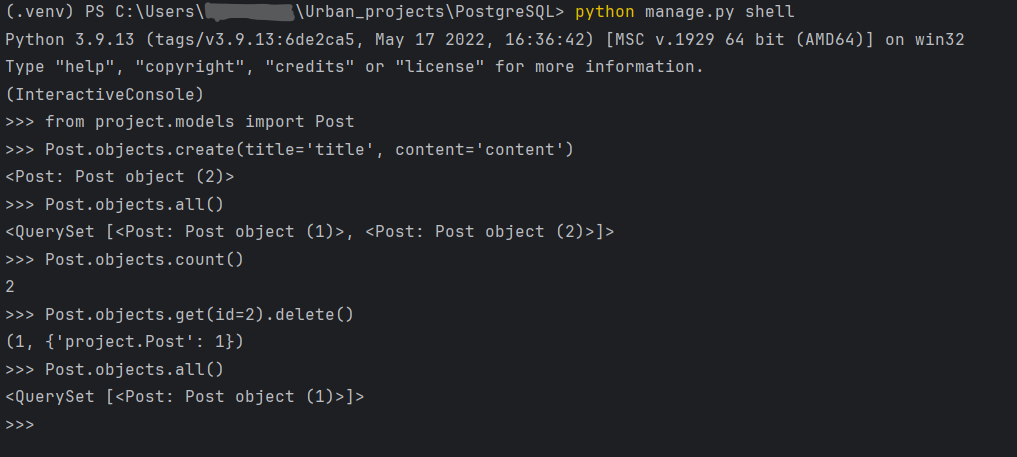 (.venv) PS C:\Users\ \Urban_projects\PostgreSQL> python manage.py shell
Python 3.9.13 (tags/v3.9.13:6de2ca5, May 17 2022, 16:36:42) [MSC v.1929 64 bit (AMD64)] on win32
Type "help", "copyright", "credits" or "license" for more information.
(InteractiveConsole)
>>> from project.models import Post
>>> Post.objects.create(title='title', content='content')
<Post: Post object (2)>
>>> Post.objects.all()
<QuerySet [<Post: Post object (1)>, <Post: Post object (2)>]>
>>> Post.objects.count()
2
>>> Post.objects.get(id=2).delete()
(1, {'project.Post': 1})
>>> Post.objects.all()
<QuerySet [<Post: Post object (1)>]>
>>>